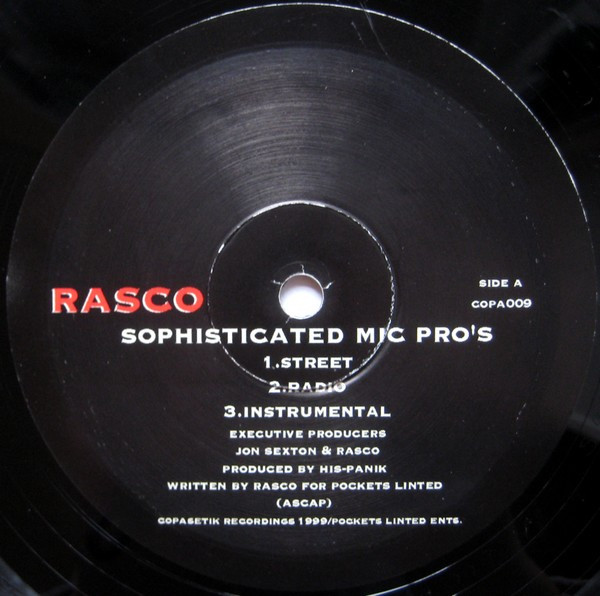 RASCO
SIDE A
COPA009
SOPHISTICATED MIC PRO'S
1.STREET
2.RADIO
3.INSTRUMENTAL
EXECUTIVE PRODUCERS
JON SEXTON & RASCO
PRODUCED BY HIS-PANIK
WRITTEN BY RASCO FOR POCKETS LINTED
(ASCAP)
COPASETIK RECORDINGS 1999/POCKETS LINTED ENTS.